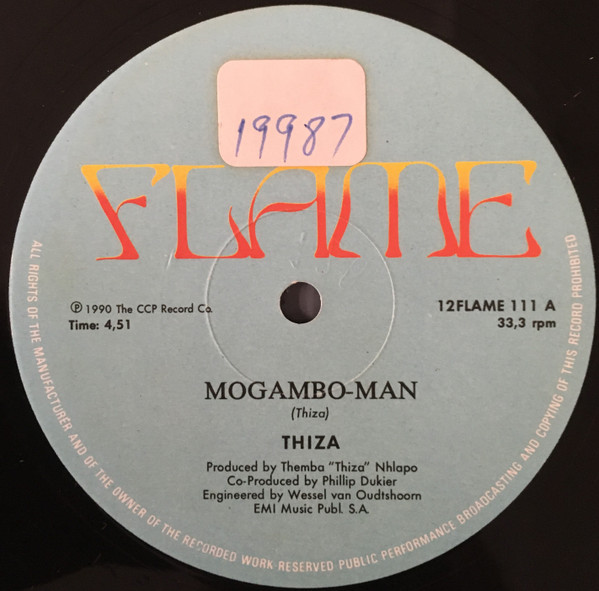 19987
FLAME
℗ 1990 The CCP Record Co.
Time: 4,51
12FLAME 111 A
33,3 rpm
MOGAMBO-MAN
(Thiza)
THIZA
Produced by Themba "Thiza" Nhlapo
Co-Produced by Phillip Dukier
Engineered by Wessel van Oudtshoorn
EMI Music Publ. S.A.
ALL RIGHTS OF THE MANUFACTURER AND OF THE OWNER OF THE RECORDED WORK RESERVED PUBLIC PERFORMANCE BROADCASTING AND COPYING OF THIS RECORD PROHIBITED